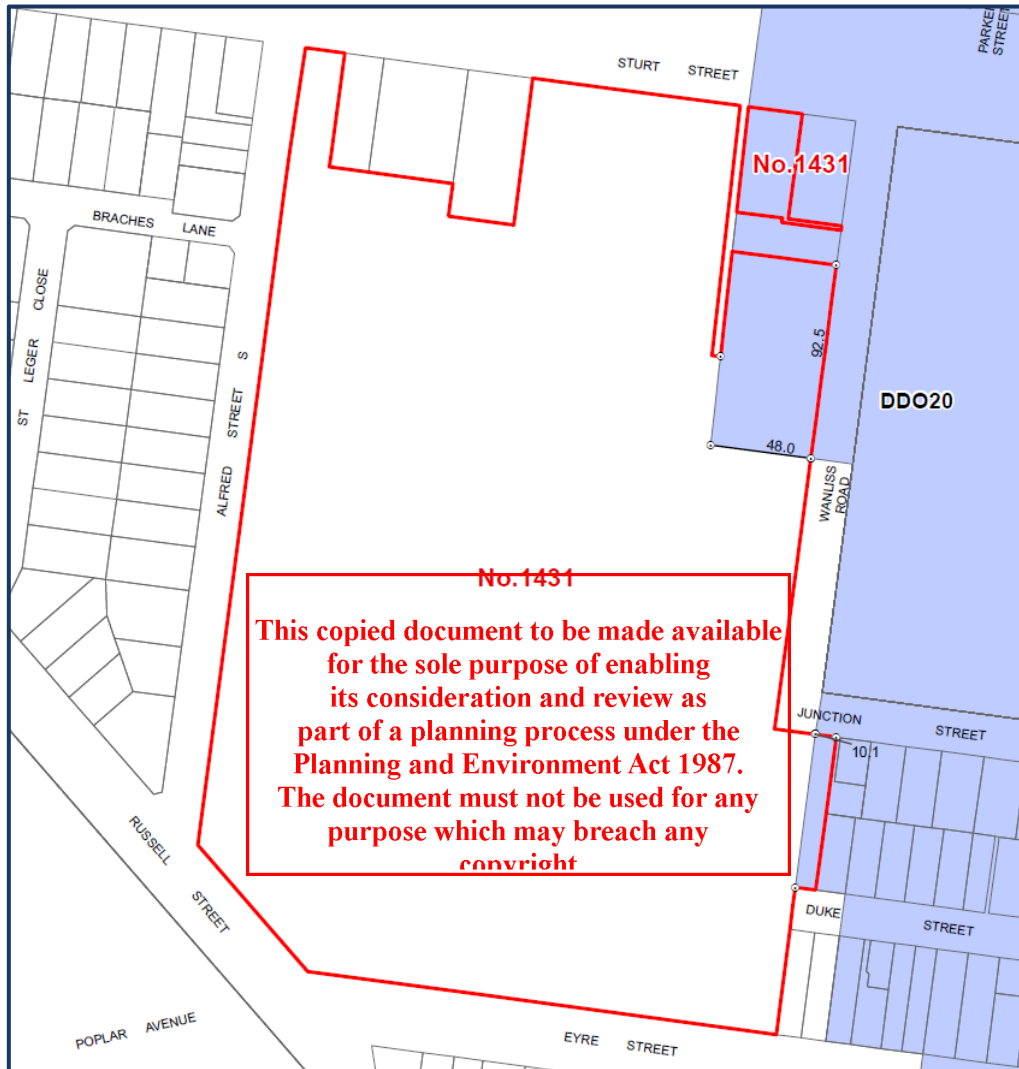 PARKER
STREET
STURT STREET
No.1431
BRACHES LANE
ST LEGER CLOSE
ALFRED STREET S
92.5
DDO20
48.0
WANLISS
ROAD
No.1431
This copied document to be made available
for the sole purpose of enabling
its consideration and review as
part of a planning process under the
Planning and Environment Act 1987.
The document must not be used for any
purpose which may breach any
copyright
JUNCTION STREET
10.1
RUSSELL STREET
DUKE STREET
POPLAR AVENUE
EYRE STREET